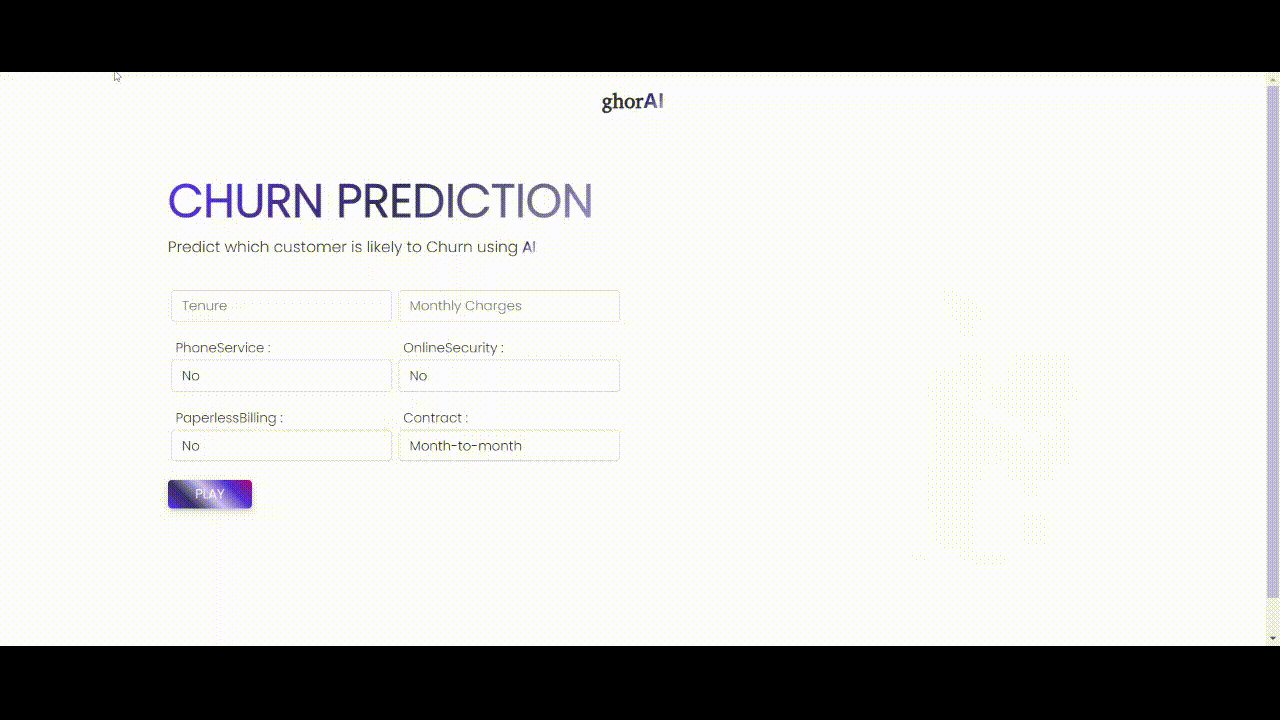 ghorAI
CHURN PREDICTION
Predict which customer is likely to Churn using AI
Tenure
Monthly Charges
PhoneService :
OnlineSecurity :
No
No
PaperlessBilling :
Contract :
No
Month-to-month
PLAY